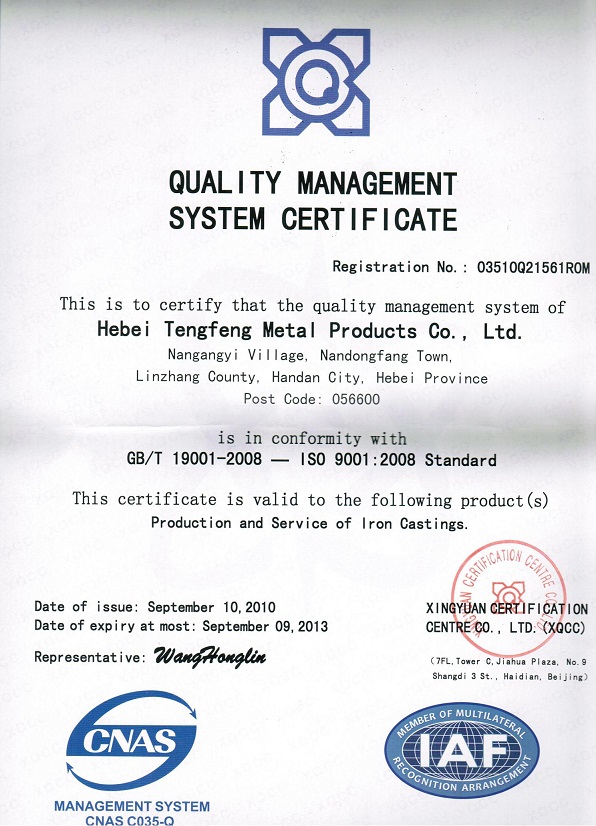 QUALITY MANAGEMENT
SYSTEM CERTIFICATE
Registration No.: 03510Q21561ROM
This is to certify that the quality management system of
Hebei Tengfeng Metal Products Co., Ltd.
Nangangyi Village, Nandongfang Town,
Linzhang County, Handan City, Hebei Province
Post Code: 056600
is in conformity with
GB/T 19001-2008 — ISO 9001:2008 Standard
This certificate is valid to the following product(s)
Production and Service of Iron Castings.
Date of issue: September 10, 2010
Date of expiry at most: September 09, 2013
Representative: WangHonglin
XINGYUAN CERTIFICATION CENTRE CO., LTD
XINGYUAN CERTIFICATION
CENTRE CO., LTD. (XQCC)
(7FL, Tower C, Jiahua Plaza, No.9
Shangdi 3 St., Haidian, Beijing)
CNAS
MANAGEMENT SYSTEM
CNAS C035-Q
MEMBER OF MULTILATERAL
IAF
RECOGNITION ARRANGEMENT